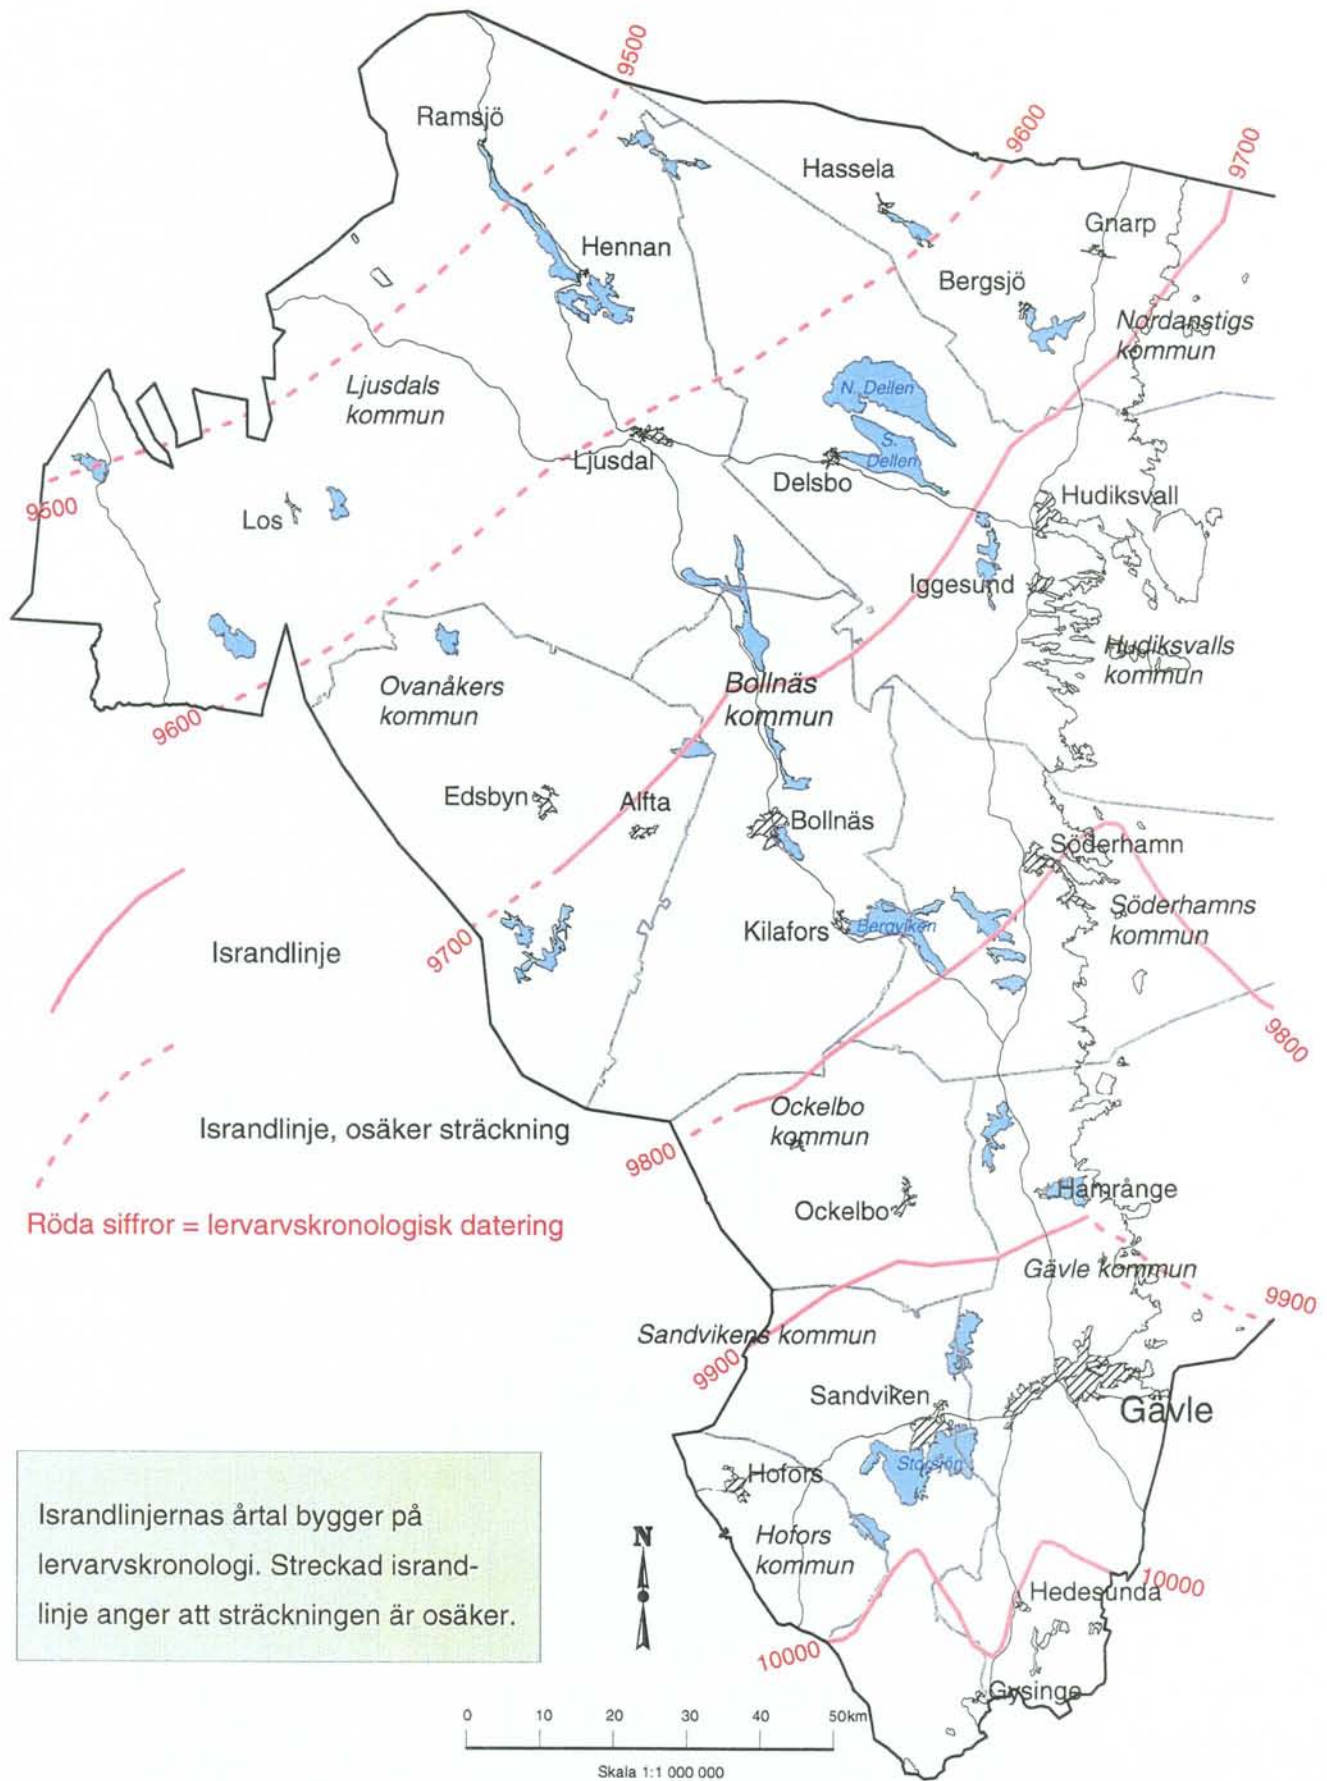 9500
Ramsjö
9600
9700
Hassela
Gnarp
Hennan
Bergsjö
Nordanstigs
kommun
Ljusdals
kommun
N. Dellen
S.
Dellen
Ljusdal
Delsbo
Hudiksvall
9500
Los
Iggesund
Hudiksvalls
kommun
Ovanåkers
kommun
Bollnäs
kommun
9600
Edsbyn
Alfta
Bollnäs
Söderhamn
Söderhamns
kommun
Kilafors
Bergviken
9700
Israndlinje
9800
Ockelbo
kommun
Israndlinje, osäker sträckning
9800
Hamrånge
Ockelbo
Röda siffror = lervarvskronologisk datering
Gävle kommun
9900
Sandvikens kommun
9900
Sandviken
Gävle
Storsjön
Hofors
Israndlinjernas årtal bygger på
lervarvskronologi. Streckad isrand-
linje anger att sträckningen är osäker.
N
Hofors
kommun
Hedesunda
10000
10000
Gysinge
0 10 20 30 40 50km
Skala 1:1 000 000